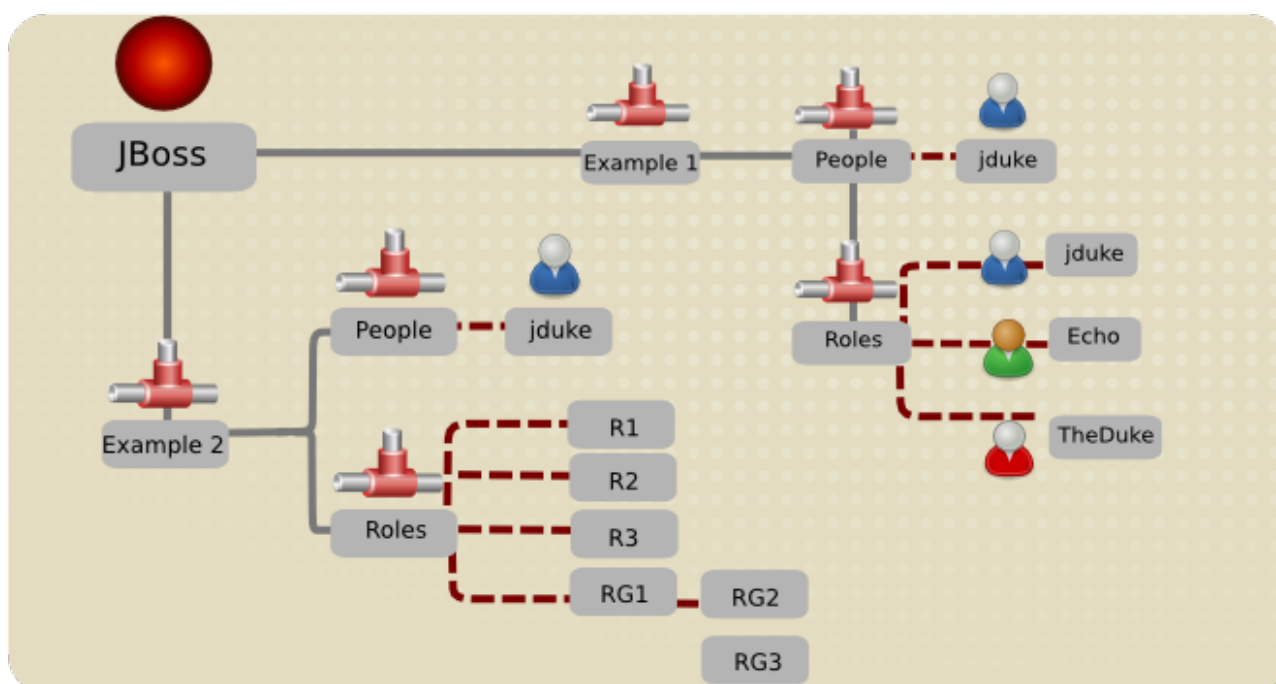 JBoss
Example 1
People
jduke
jduke
Roles
Echo
TheDuke
People
jduke
Example 2
Roles
R1
R2
R3
RG1
RG2
RG3